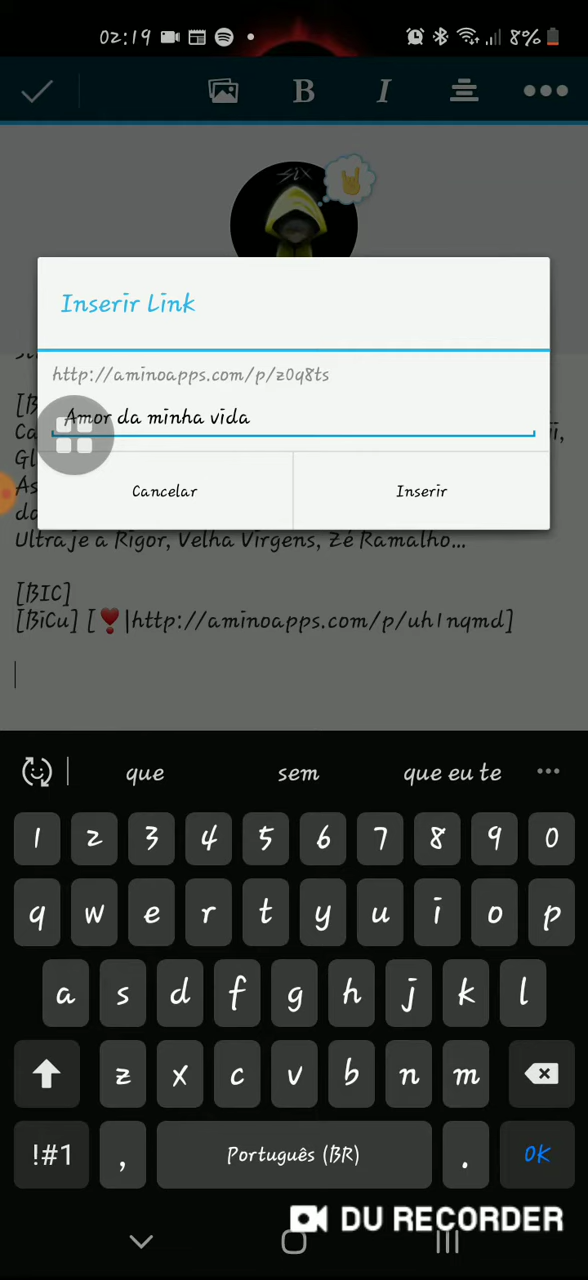 02:19 8%
B I
SIX
Inserir Link
http://aminoapps.com/p/z0q8ts
Amor da minha vida
Cancelar Inserir
Ultraje a Rigor, Velha Virgens, Zé Ramalho...
[BIC]
[BiCu] [❣️|http://aminoapps.com/p/uh1nqmd]
que sem que eu te
1 2 3 4 5 6 7 8 9 0
q w e r t y u i o p
a s d f g h j k l
z x c v b n m
!#1 , Português (BR) . OK
DU RECORDER